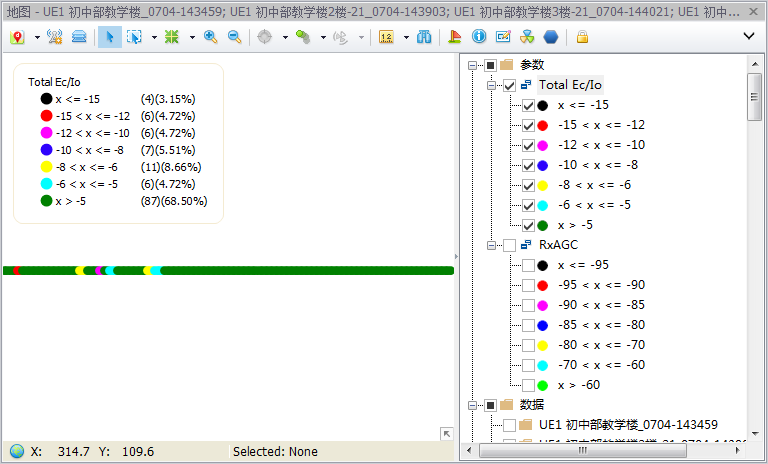 地图 - UE1 初中部教学楼_0704-143459; UE1 初中部教学楼2楼-21_0704-143903; UE1 初中部教学楼3楼-21_0704-144021; UE1 初中...
1.2
Total Ec/Io
x <= -15 (4)(3.15%)
-15 < x <= -12 (6)(4.72%)
-12 < x <= -10 (6)(4.72%)
-10 < x <= -8 (7)(5.51%)
-8 < x <= -6 (11)(8.66%)
-6 < x <= -5 (6)(4.72%)
x > -5 (87)(68.50%)
参数
Total Ec/Io
x <= -15
-15 < x <= -12
-12 < x <= -10
-10 < x <= -8
-8 < x <= -6
-6 < x <= -5
x > -5
RxAGC
x <= -95
-95 < x <= -90
-90 < x <= -85
-85 < x <= -80
-80 < x <= -70
-70 < x <= -60
x > -60
数据
UE1 初中部教学楼_0704-143459
X: 314.7 Y: 109.6 Selected: None